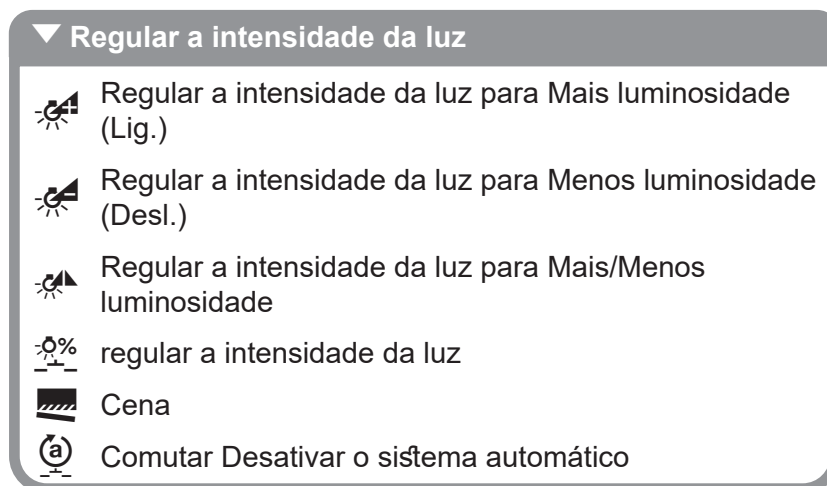 ▼ Regular a intensidade da luz
Regular a intensidade da luz para Mais luminosidade
(Lig.)
Regular a intensidade da luz para Menos luminosidade
(Desl.)
Regular a intensidade da luz para Mais/Menos
luminosidade
% regular a intensidade da luz
Cena
a Comutar Desativar o sistema automático